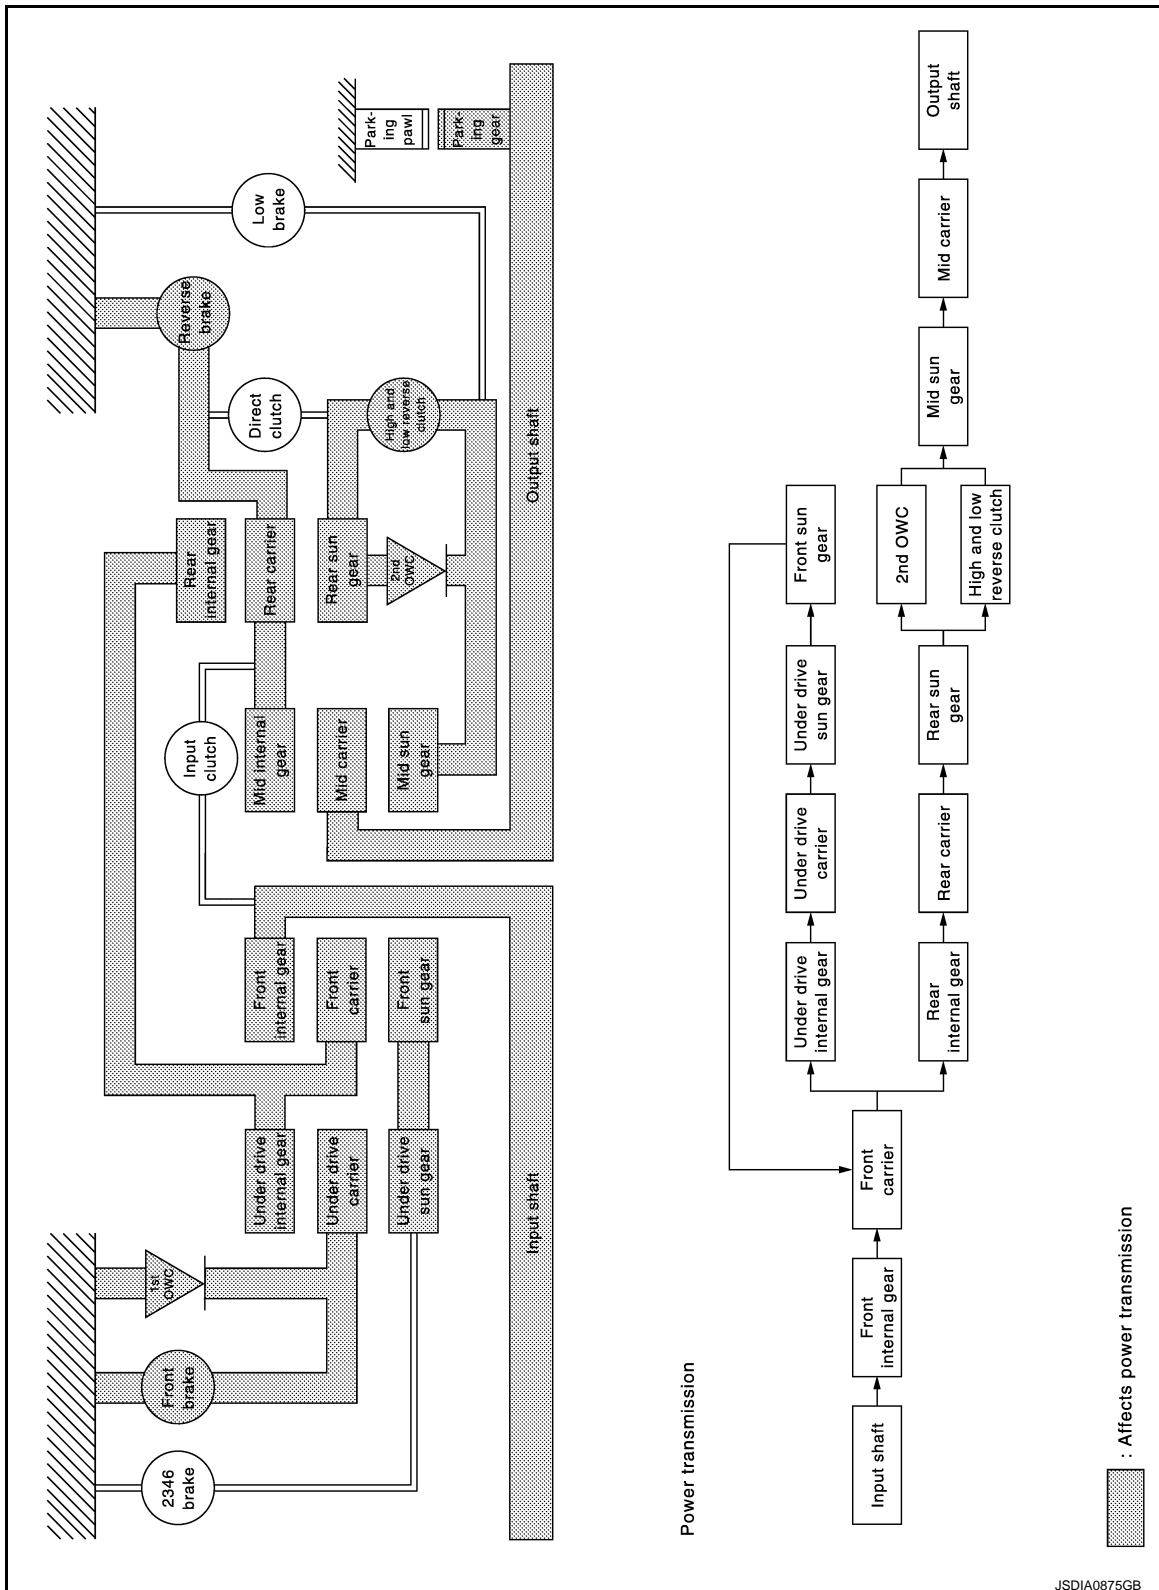 2346
brake
Front
brake
1st
OWC
Under drive
internal gear
Under drive
carrier
Under drive
sun gear
Front
internal gear
Front
carrier
Front
sun gear
Input shaft
Input
clutch
Mid internal
gear
Mid carrier
Mid sun
gear
Rear
internal gear
Rear carrier
Rear sun
gear
2nd
OWC
Reverse
brake
Direct
clutch
High and
low reverse
clutch
Low
brake
Output shaft
Park-
ing
pawl
Park-
ing
gear
Power transmission
Input shaft
Front
internal gear
Front
carrier
Under drive
internal gear
Under drive
carrier
Under drive
sun gear
Front sun
gear
Rear
internal gear
Rear carrier
Rear sun
gear
2nd OWC
High and low
reverse clutch
Mid sun
gear
Mid carrier
Output
shaft
: Affects power transmission
JSDIA0875GB